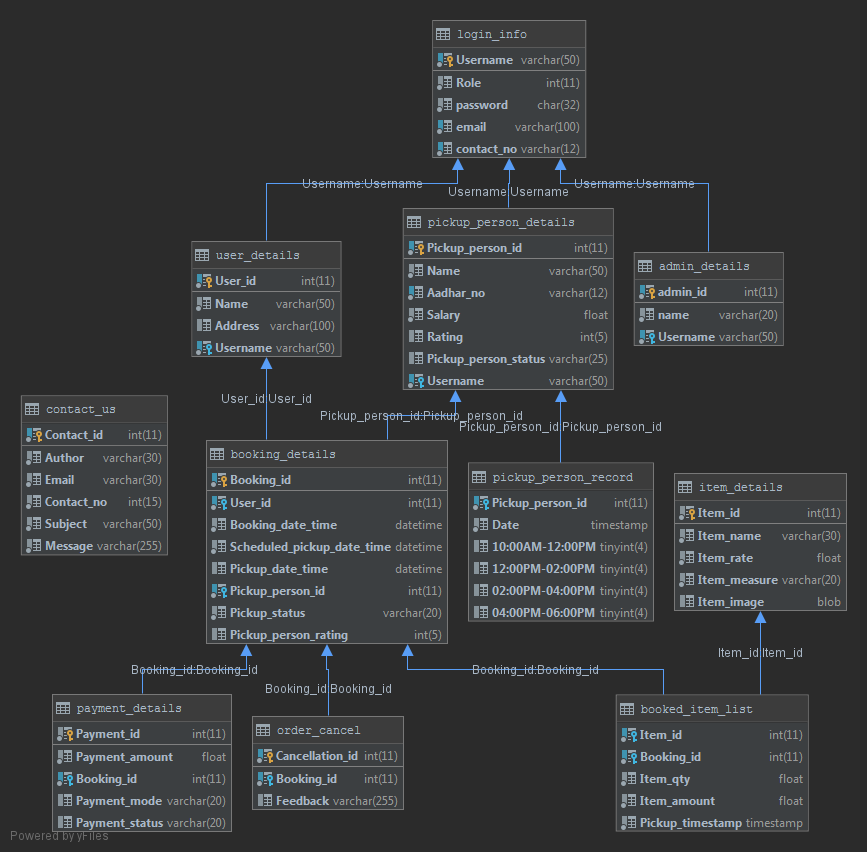 login_info
Username varchar(50)
Role int(11)
password char(32)
email varchar(100)
contact_no varchar(12)
Username:Username
Username:Username
Username:Username
user_details
User_id int(11)
Name varchar(50)
Address varchar(100)
Username varchar(50)
pickup_person_details
Pickup_person_id int(11)
Name varchar(50)
Aadhar_no varchar(12)
Salary float
Rating int(5)
Pickup_person_status varchar(25)
Username varchar(50)
admin_details
admin_id int(11)
name varchar(20)
Username varchar(50)
User_id:User_id
Pickup_person_id:Pickup_person_id
Pickup_person_id:Pickup_person_id
contact_us
Contact_id int(11)
Author varchar(30)
Email varchar(30)
Contact_no int(15)
Subject varchar(50)
Message varchar(255)
booking_details
Booking_id int(11)
User_id int(11)
Booking_date_time datetime
Scheduled_pickup_date_time datetime
Pickup_date_time datetime
Pickup_person_id int(11)
Pickup_status varchar(20)
Pickup_person_rating int(5)
pickup_person_record
Pickup_person_id int(11)
Date timestamp
10:00AM-12:00PM tinyint(4)
12:00PM-02:00PM tinyint(4)
02:00PM-04:00PM tinyint(4)
04:00PM-06:00PM tinyint(4)
item_details
Item_id int(11)
Item_name varchar(30)
Item_rate float
Item_measure varchar(20)
Item_image blob
Booking_id:Booking_id
Booking_id:Booking_id
Booking_id:Booking_id
Item_id:Item_id
payment_details
Payment_id int(11)
Payment_amount float
Booking_id int(11)
Payment_mode varchar(20)
Payment_status varchar(20)
order_cancel
Cancellation_id int(11)
Booking_id int(11)
Feedback varchar(255)
booked_item_list
Item_id int(11)
Booking_id int(11)
Item_qty float
Item_amount float
Pickup_timestamp timestamp
Powered by yFiles